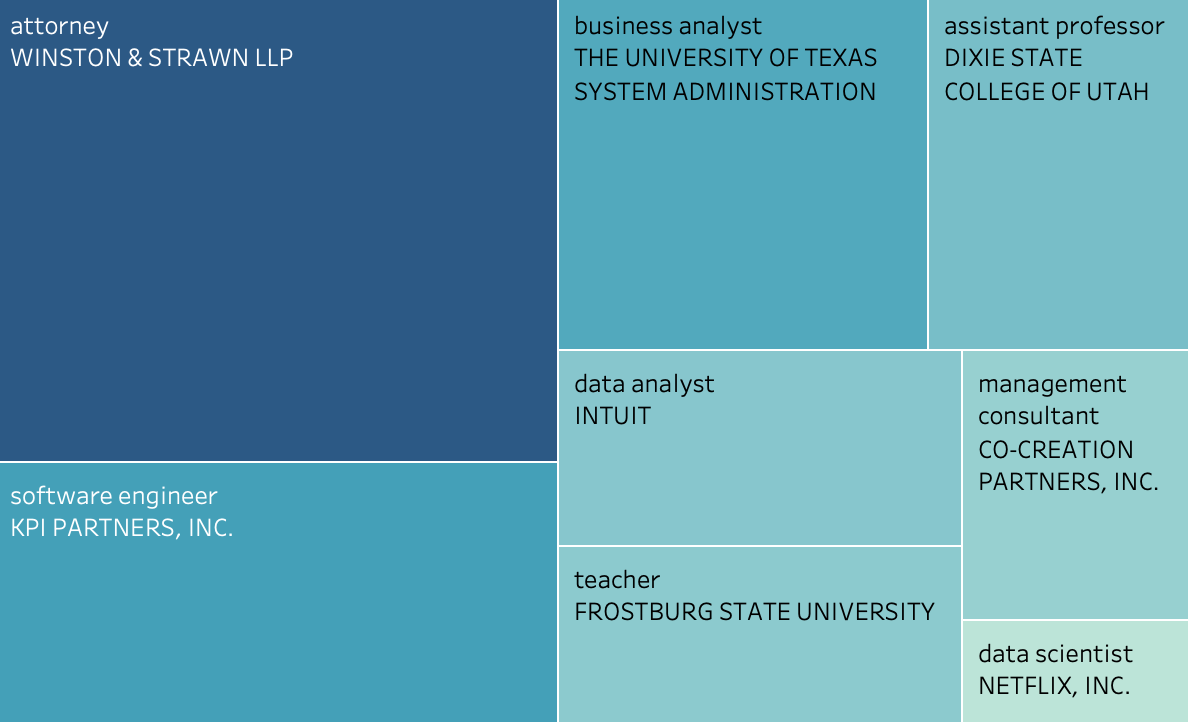 attorney
WINSTON & STRAWN LLP
business analyst
THE UNIVERSITY OF TEXAS
SYSTEM ADMINISTRATION
assistant professor
DIXIE STATE
COLLEGE OF UTAH
data analyst
INTUIT
management
consultant
CO-CREATION
PARTNERS, INC.
software engineer
KPI PARTNERS, INC.
teacher
FROSTBURG STATE UNIVERSITY
data scientist
NETFLIX, INC.